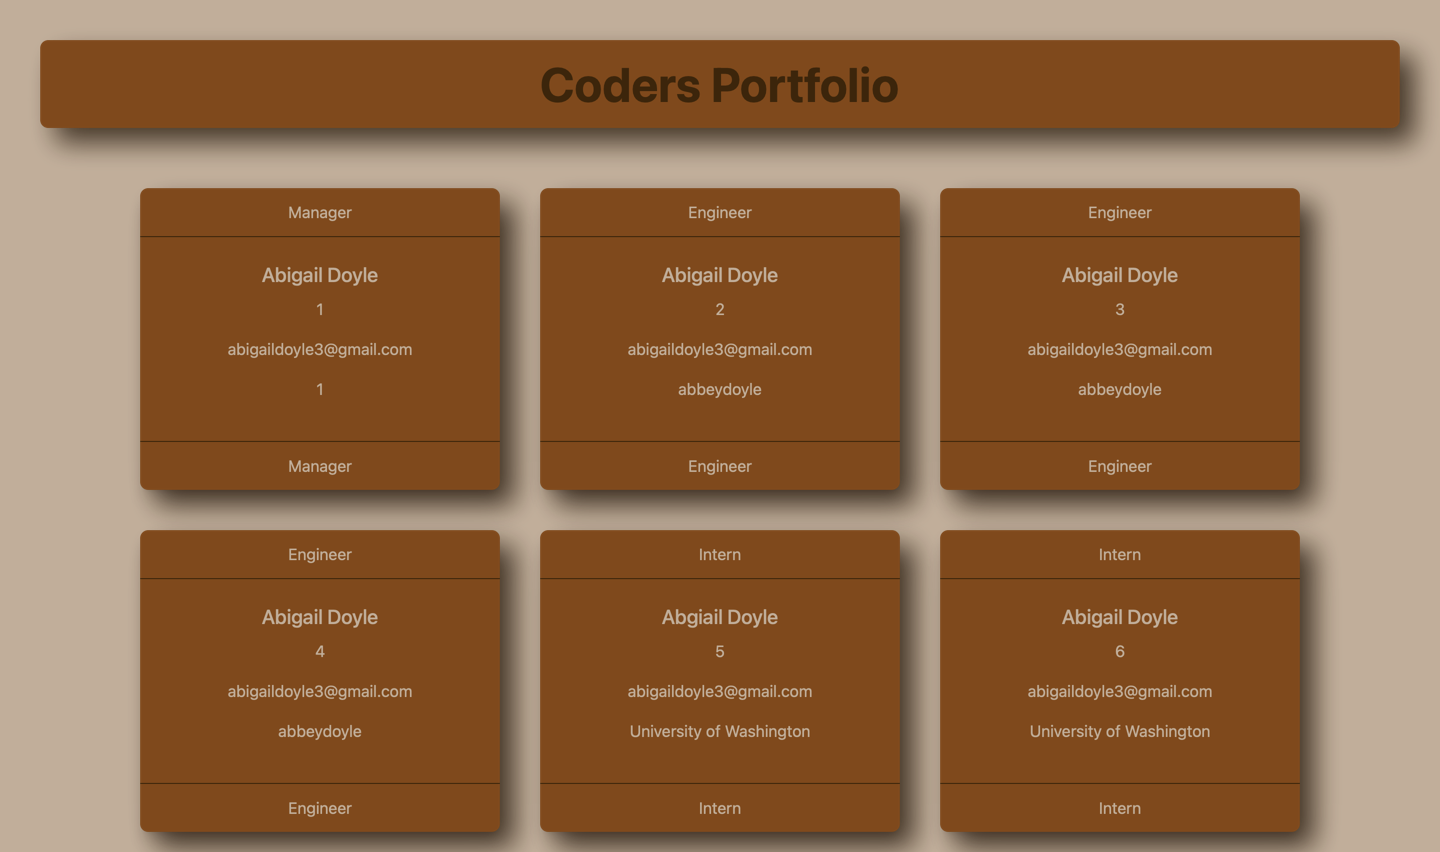 Coders Portfolio
Manager
Abigail Doyle
1
abigaildoyle3@gmail.com
1
Manager
Engineer
Abigail Doyle
2
abigaildoyle3@gmail.com
abbeydoyle
Engineer
Engineer
Abigail Doyle
3
abigaildoyle3@gmail.com
abbeydoyle
Engineer
Engineer
Abigail Doyle
4
abigaildoyle3@gmail.com
abbeydoyle
Engineer
Intern
Abgiail Doyle
5
abigaildoyle3@gmail.com
University of Washington
Intern
Intern
Abigail Doyle
6
abigaildoyle3@gmail.com
University of Washington
Intern